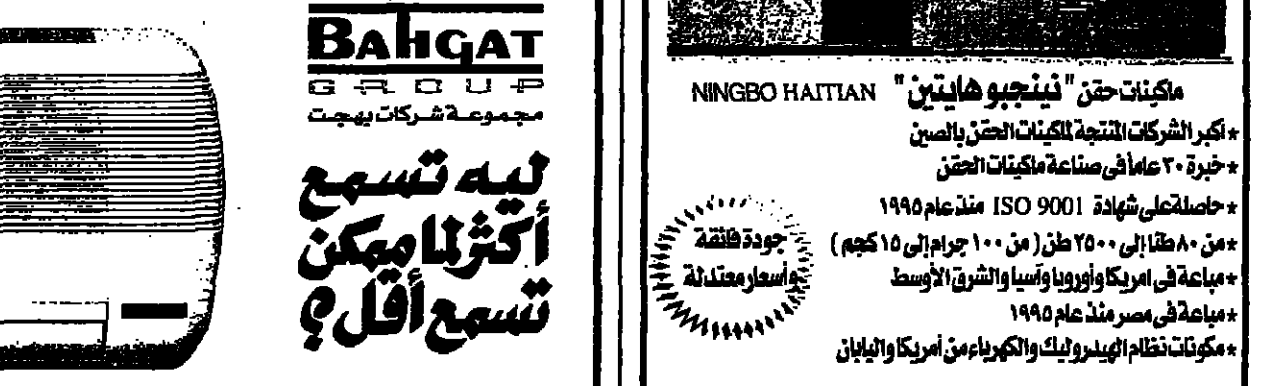 ماكينات حقن "نينجبو هايتين" NINGBO HAITIAN
* أكبر الشركات المنتجة لماكينات الحقن بالصين
* خبرة ٣٠ عاماً فى صناعة ماكينات الحقن
* حاصلة على شهادة ISO 9001 منذ عام ١٩٩٥
* من ٨٠ طناً إلى ٢٥٠٠ طن ( من ١٠٠ جرام إلى ١٥ كجم )
* مباعة فى امريكا وأوروبا وآسيا والشرق الأوسط
* مباعة فى مصر منذ عام ١٩٩٥
* مكونات نظام الهيدروليك والكهرباء من أمريكا واليابان
جودة فائقة
وأسعار معتدلة
BAHGAT
GROUP
مجموعة شركات بهجت
ليه تسمع
أكتر لما ممكن
تسمع أقل؟